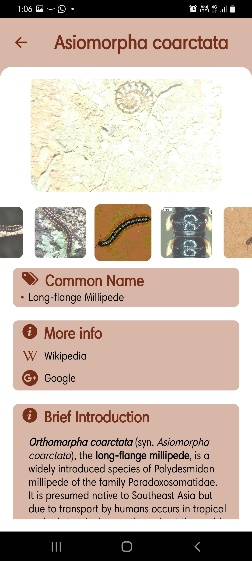 1:06
Asiomorpha coarctata
Common Name
• Long-flange Millipede
More info
W Wikipedia
G+ Google
Brief Introduction
Orthomorpha coarctata (syn. Asiomorpha
coarctata), the long-flange millipede, is a
widely introduced species of Polydesmidan
millipede of the family Paradoxosomatidae.
It is presumed native to Southeast Asia but
due to transport by humans occurs in tropical